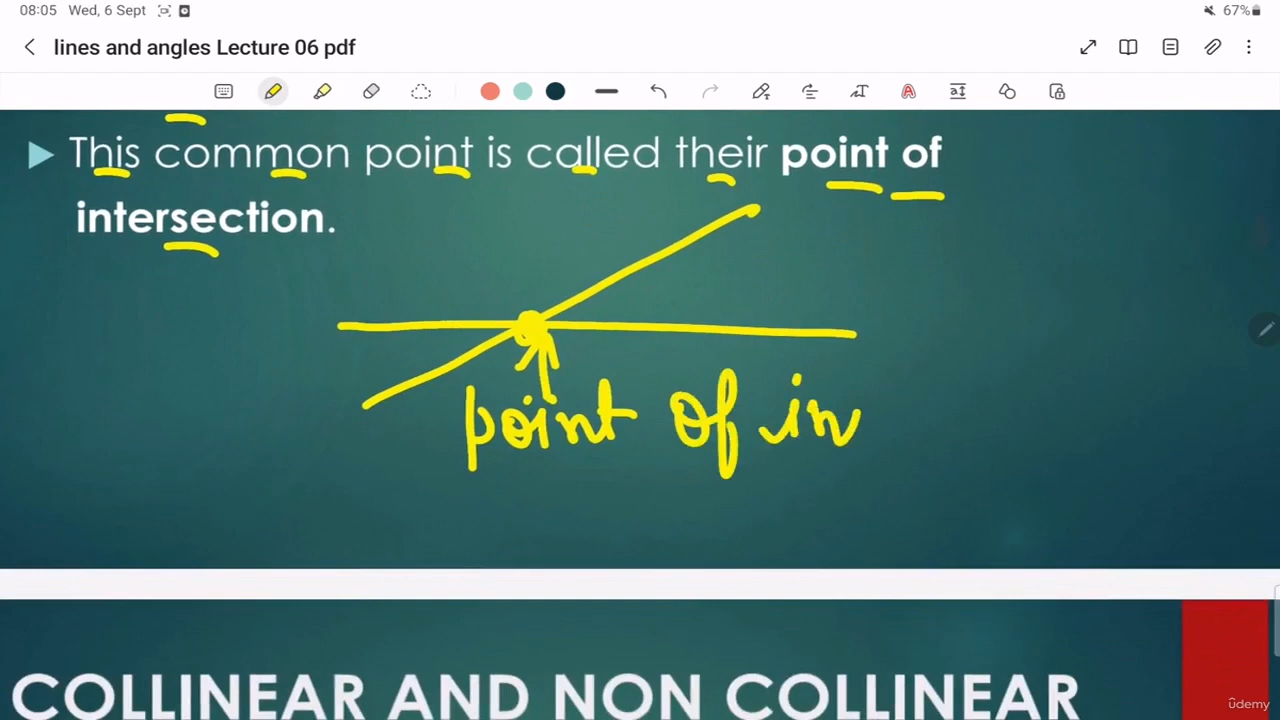 08:05 Wed, 6 Sept 67%
lines and angles Lecture 06 pdf
This common point is called their point of
intersection.
point of in
COLLINEAR AND NON COLLINEAR
ûdemy